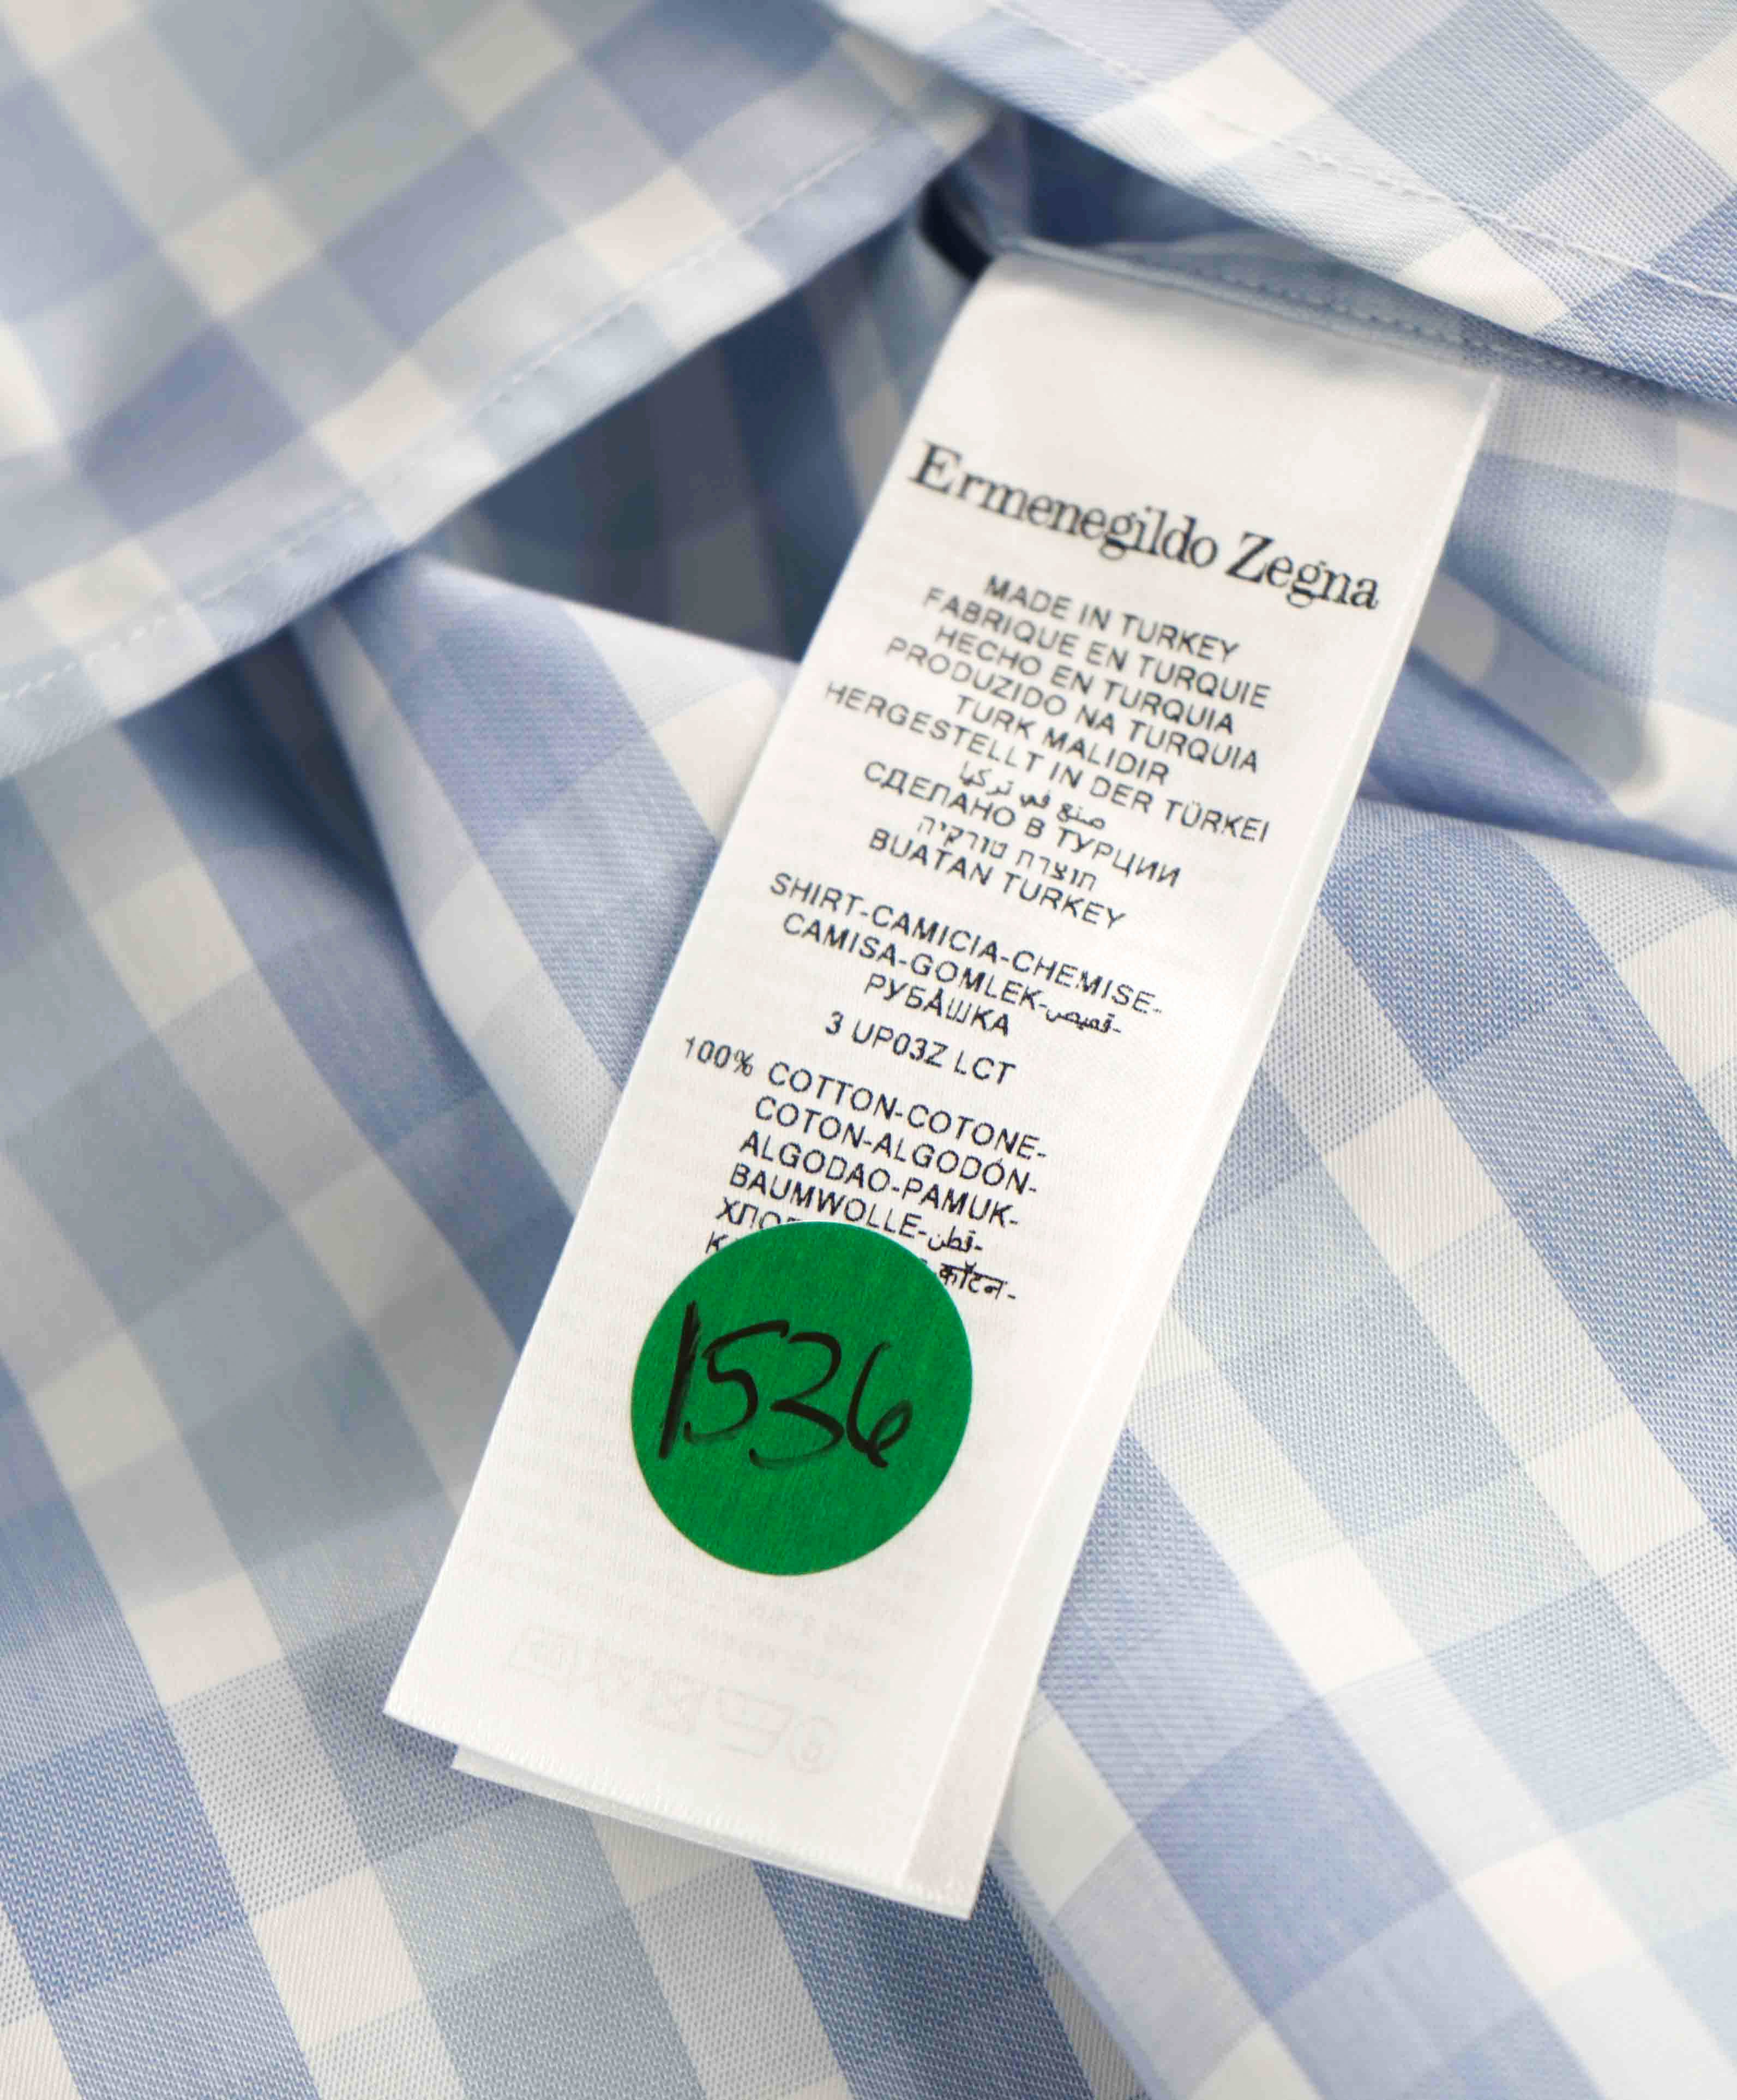 Ermenegildo Zegna
MADE IN TURKEY
FABRIQUE EN TURQUIE
HECHO EN TURQUIA
PRODUZIDO NA TURQUIA
TURK MALIDIR
HERGESTELLT IN DER TÜRKEI
صنع في تركيا
СДЕЛАНО В ТУРЦИИ
תוצרת טורקיה
BUATAN TURKEY
SHIRT-CAMICIA-CHEMISE-
CAMISA-GOMLEK-قميص-
РУБАШКА
3 UP03Z LCT
100% COTTON-COTONE-
COTON-ALGODÓN-
ALGODAO-PAMUK-
BAUMWOLLE-قطن-
कॉटन-
1536